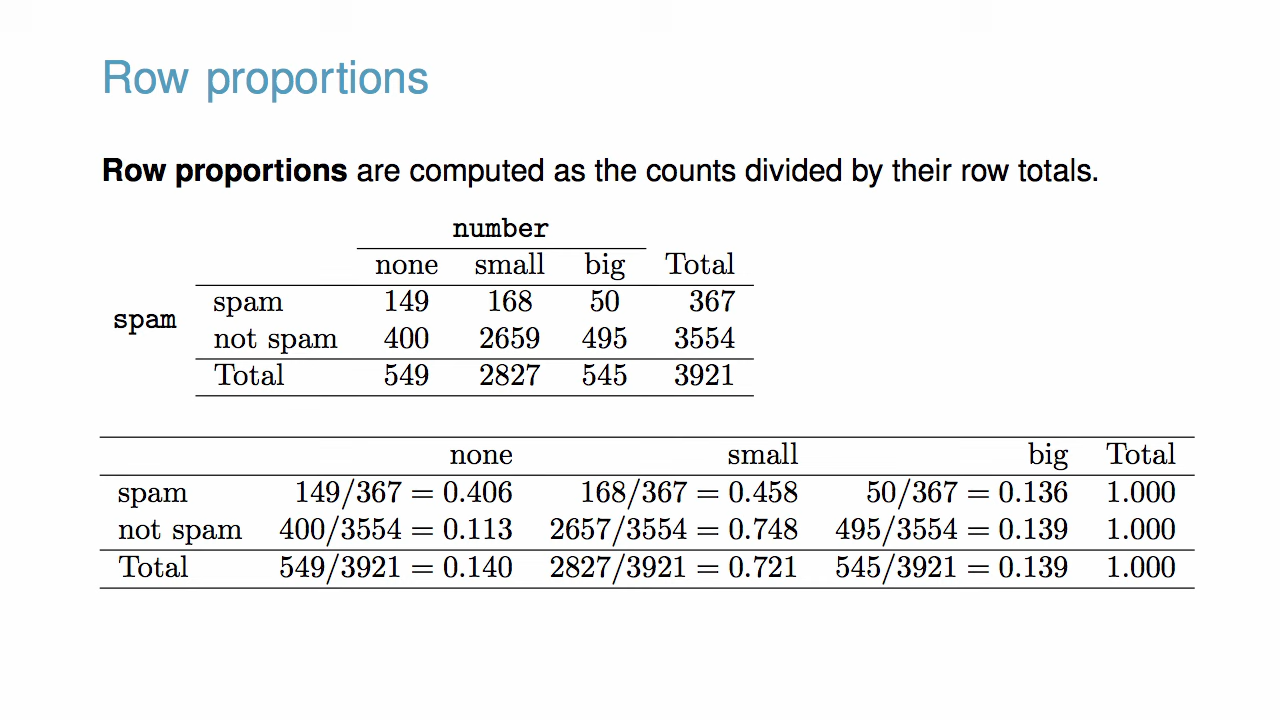 Row proportions
Row proportions are computed as the counts divided by their row totals.
number
none small big Total
spam 149 168 50 367
spam
not spam 400 2659 495 3554
Total 549 2827 545 3921
none small big Total
spam 149/367 = 0.406 168/367 = 0.458 50/367 = 0.136 1.000
not spam 400/3554 = 0.113 2657/3554 = 0.748 495/3554 = 0.139 1.000
Total 549/3921 = 0.140 2827/3921 = 0.721 545/3921 = 0.139 1.000